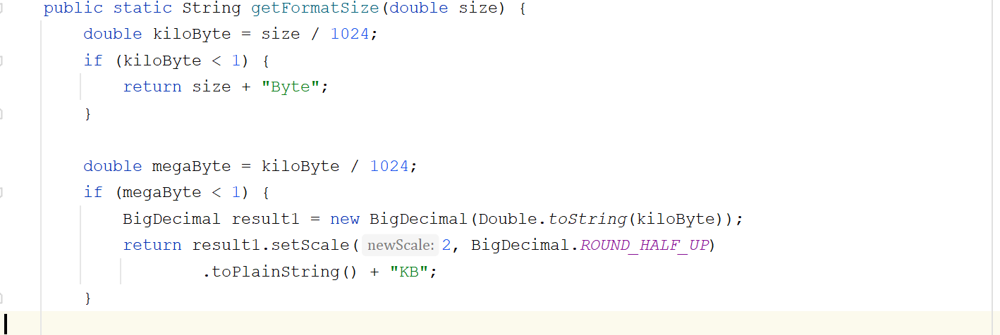 public static String getFormatSize(double size) {
double kiloByte = size / 1024;
if (kiloByte < 1) {
return size + "Byte";
}
double megaByte = kiloByte / 1024;
if (megaByte < 1) {
BigDecimal result1 = new BigDecimal(Double.toString(kiloByte));
return result1.setScale( newScale: 2, BigDecimal.ROUND_HALF_UP)
.toPlainString() + "KB";
}